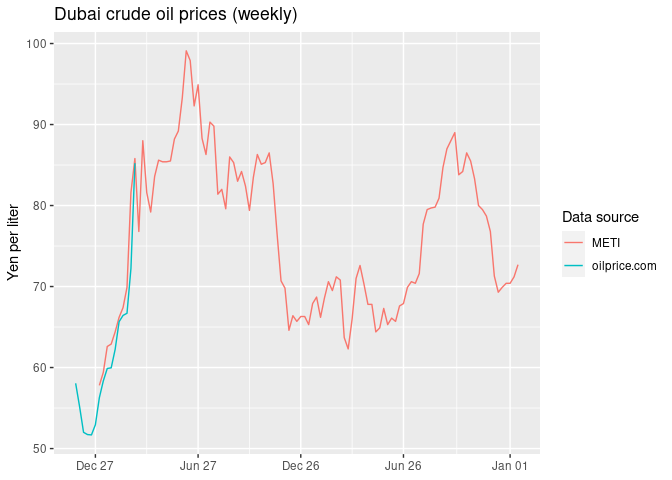 Dubai crude oil prices (weekly)
Yen per liter
100
90
80
70
60
50
Dec 27
Jun 27
Dec 26
Jun 26
Jan 01
Data source
METI
oilprice.com